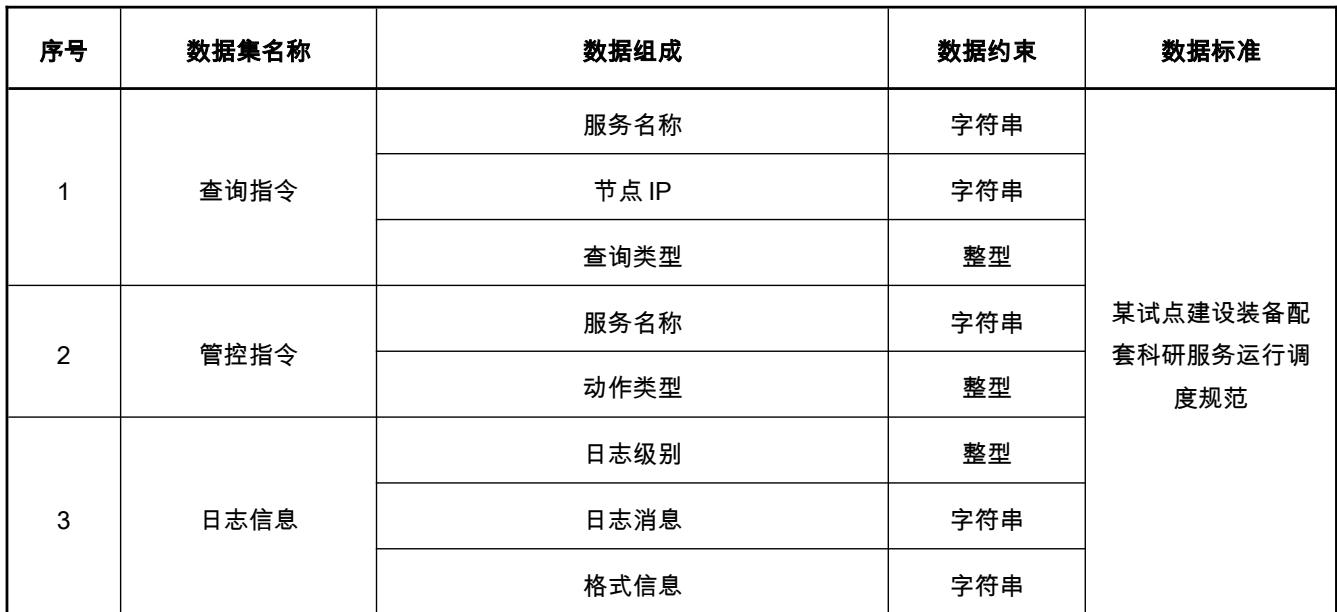 序号 数据集名称 数据组成 数据约束 数据标准
服务名称 字符串
1 查询指令 节点 IP 字符串
查询类型 整型
服务名称 字符串
2 管控指令
动作类型 整型
某试点建设装备配
套科研服务运行调
度规范
日志级别 整型
3 日志信息 日志消息 字符串
格式信息 字符串